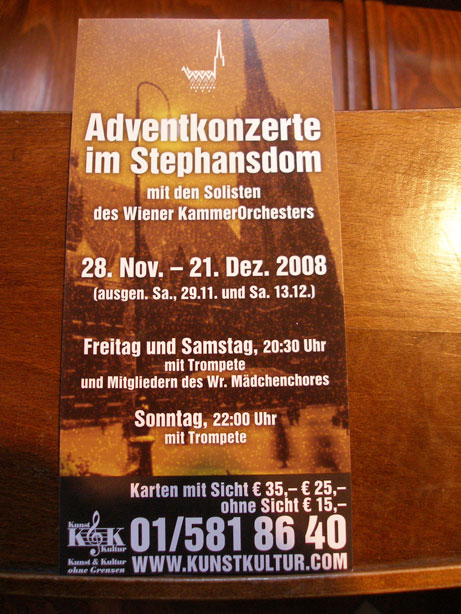 Adventkonzerte
im Stephansdom
mit den Solisten
des Wiener KammerOrchesters
28. Nov. – 21. Dez. 2008
(ausgen. Sa., 29.11. und Sa. 13.12.)
Freitag und Samstag, 20:30 Uhr
mit Trompete
und Mitgliedern des Wr. Mädchenchores
Sonntag, 22:00 Uhr
mit Trompete
Karten mit Sicht € 35,– € 25,–
ohne Sicht € 15,–
Kunst
K&K
Kultur
Kunst & Kultur
ohne Grenzen
01/581 86 40
WWW.KUNSTKULTUR.COM